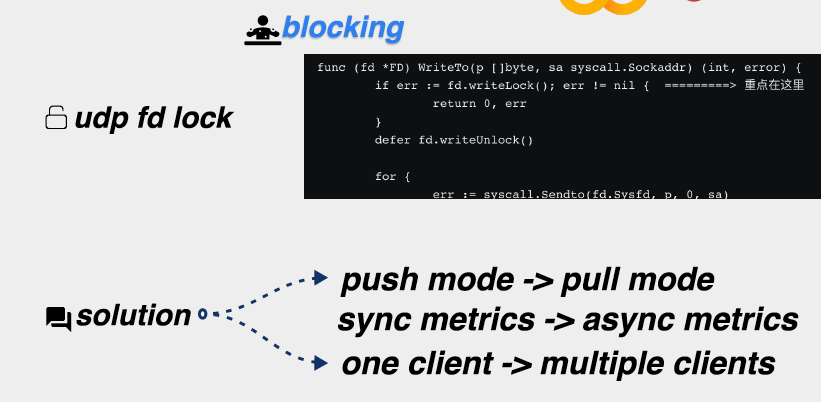 blocking
func (fd *FD) WriteTo(p []byte, sa syscall.Sockaddr) (int, error) {
if err := fd.writeLock(); err != nil {  =========> 重点在这里
return 0, err
}
defer fd.writeUnlock()
for {
err := syscall.Sendto(fd.Sysfd, p, 0, sa)
udp fd lock
solution
push mode -> pull mode
sync metrics -> async metrics
one client -> multiple clients